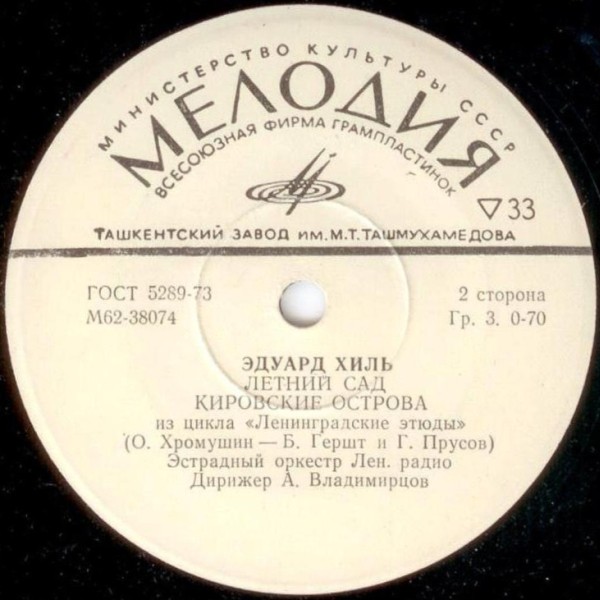 МИНИСТЕРСТВО КУЛЬТУРЫ СССР
МЕЛОДИЯ
ВСЕСОЮЗНАЯ ФИРМА ГРАМПЛАСТИНОК
▽ 33
ТАШКЕНТСКИЙ ЗАВОД ИМ. М.Т. ТАШМУХАМЕДОВА
ГОСТ 5289-73
2 сторона
М62-38074
Гр. 3. 0-70
ЭДУАРД ХИЛЬ
ЛЕТНИЙ САД
КИРОВСКИЕ ОСТРОВА
из цикла «Ленинградские этюды»
(О. Хромушин — Б. Гершт и Г. Прусов)
Эстрадный оркестр Лен. радио
Дирижер А. Владимирцов